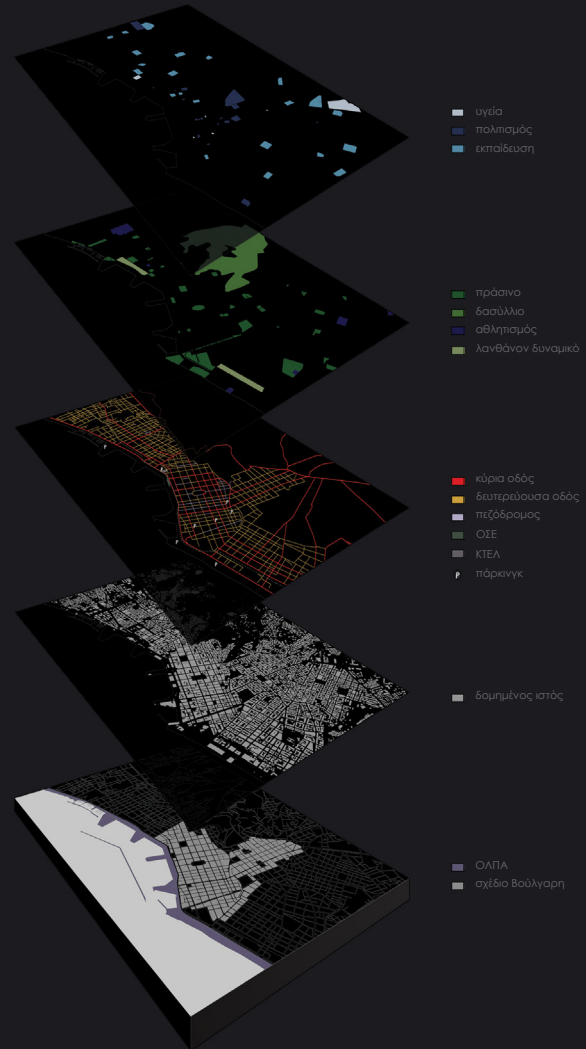 υγεία
πολιτισμός
εκπαίδευση
πράσινο
δασύλλιο
αθλητισμός
λανθάνον δυναμικό
κύρια οδός
δευτερεύουσα οδός
πεζόδρομος
ΟΣΕ
ΚΤΕΛ
P πάρκινγκ
δομημένος ιστός
ΟΛΠΑ
σχέδιο Βούλγαρη